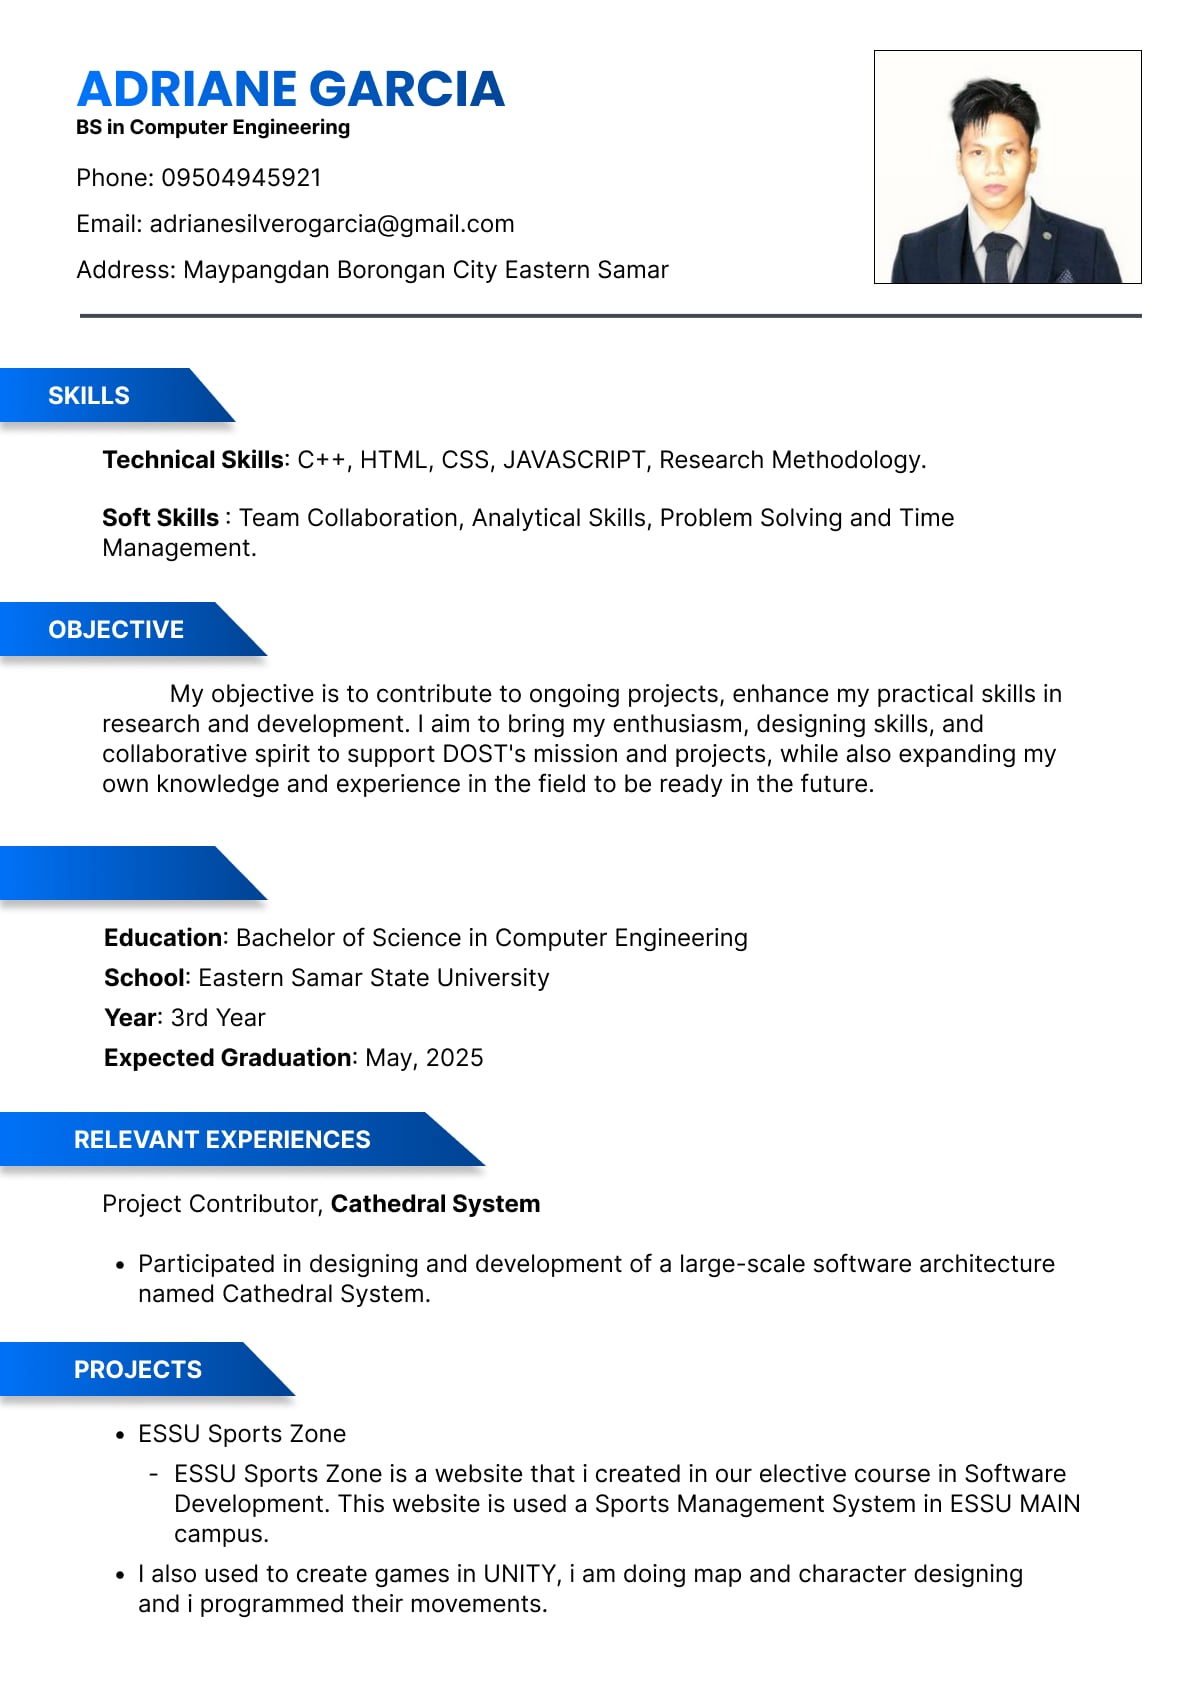 ADRIANE GARCIA
BS in Computer Engineering
Phone: 09504945921
Email: adrianesilverogarcia@gmail.com
Address: Maypangdan Borongan City Eastern Samar
SKILLS
Technical Skills: C++, HTML, CSS, JAVASCRIPT, Research Methodology.
Soft Skills : Team Collaboration, Analytical Skills, Problem Solving and Time
Management.
OBJECTIVE
My objective is to contribute to ongoing projects, enhance my practical skills in
research and development. I aim to bring my enthusiasm, designing skills, and
collaborative spirit to support DOST's mission and projects, while also expanding my
own knowledge and experience in the field to be ready in the future.
Education: Bachelor of Science in Computer Engineering
School: Eastern Samar State University
Year: 3rd Year
Expected Graduation: May, 2025
RELEVANT EXPERIENCES
Project Contributor, Cathedral System
• Participated in designing and development of a large-scale software architecture
named Cathedral System.
PROJECTS
• ESSU Sports Zone
- ESSU Sports Zone is a website that i created in our elective course in Software
Development. This website is used a Sports Management System in ESSU MAIN
campus.
• I also used to create games in UNITY, i am doing map and character designing
and i programmed their movements.